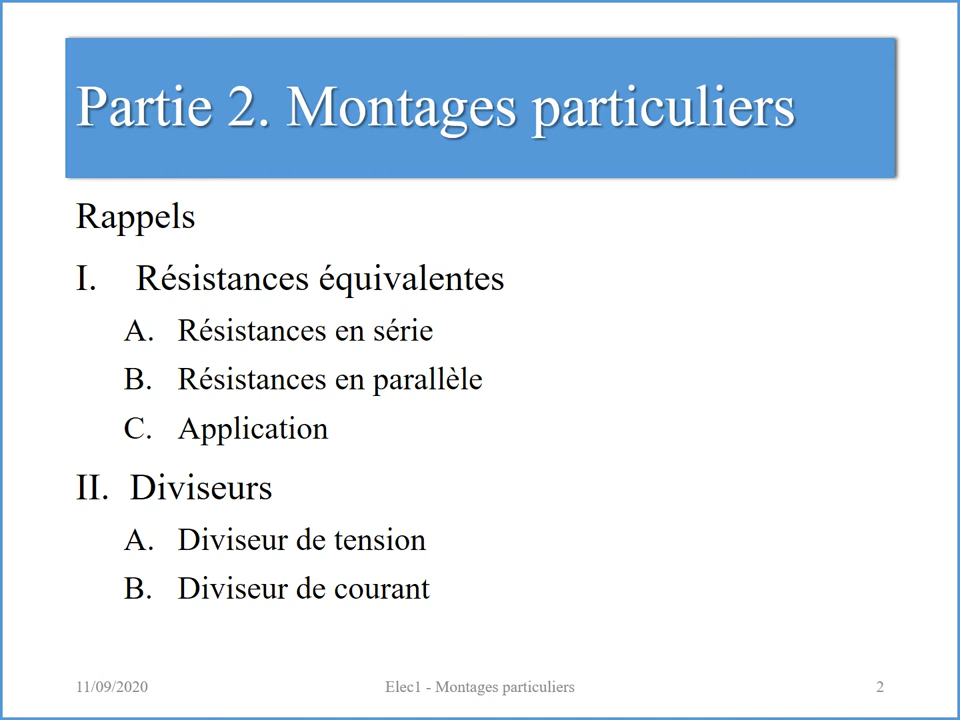 Partie 2. Montages particuliers
Rappels
I. Résistances équivalentes
A. Résistances en série
B. Résistances en parallèle
C. Application
II. Diviseurs
A. Diviseur de tension
B. Diviseur de courant
11/09/2020 Elec1 - Montages particuliers 2